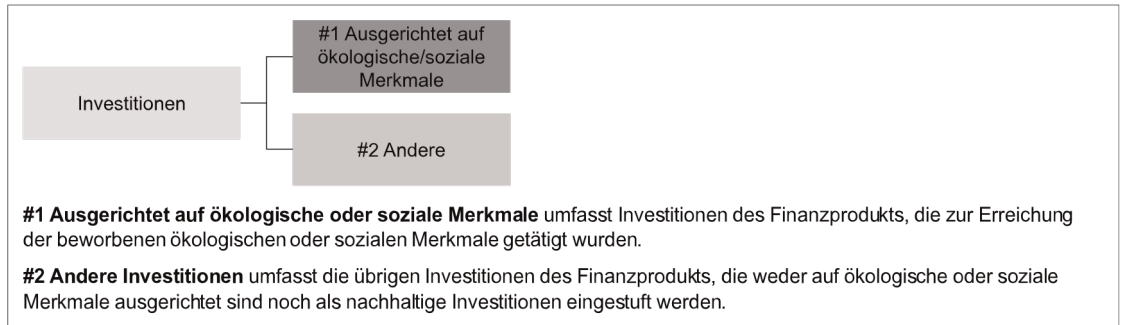 #1 Ausgerichtet auf
ökologische/soziale
Merkmale
Investitionen
#2 Andere
#1 Ausgerichtet auf ökologische oder soziale Merkmale umfasst Investitionen des Finanzprodukts, die zur Erreichung
der beworbenen ökologischen oder sozialen Merkmale getätigt wurden.
#2 Andere Investitionen umfasst die übrigen Investitionen des Finanzprodukts, die weder auf ökologische oder soziale
Merkmale ausgerichtet sind noch als nachhaltige Investitionen eingestuft werden.